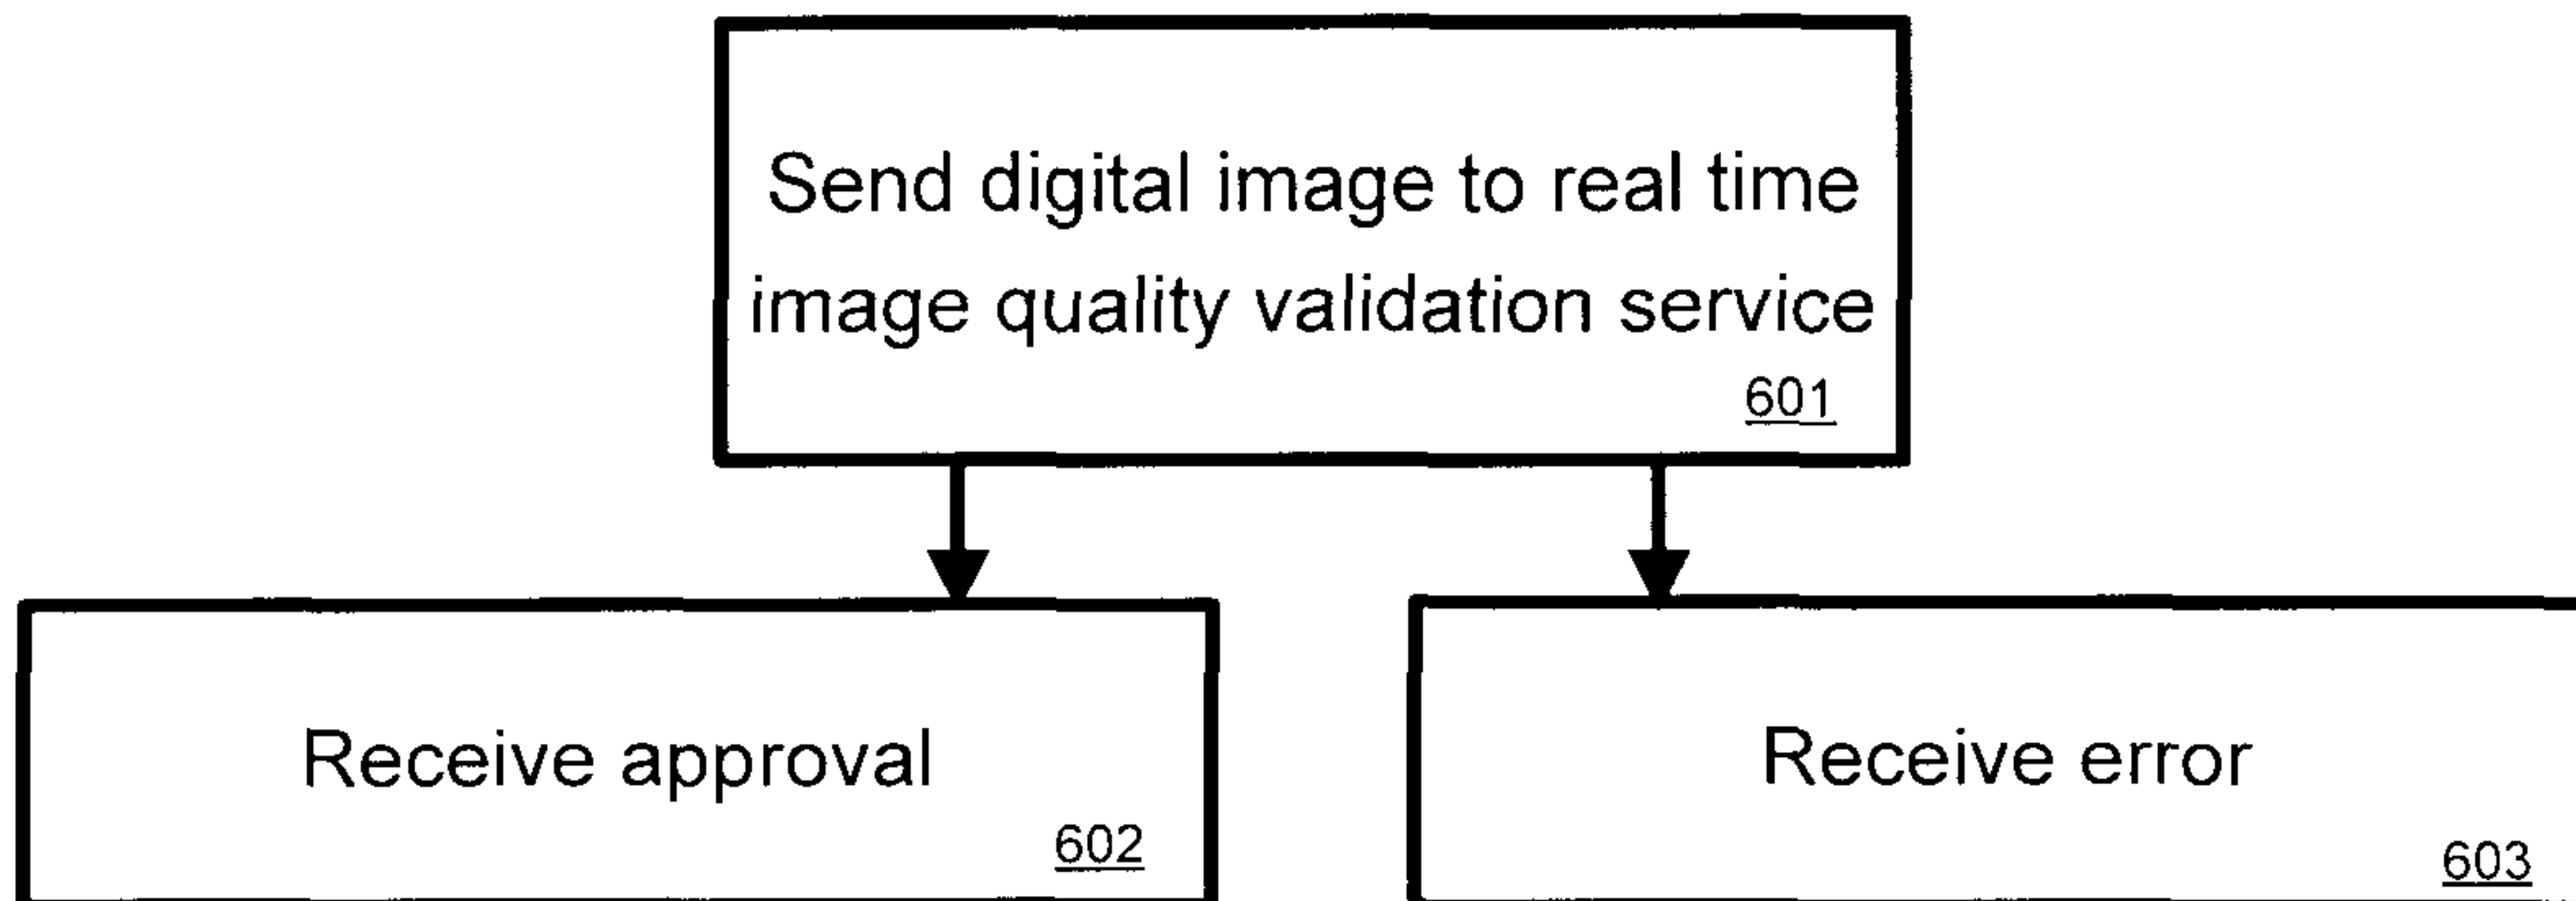 Send digital image to real time
image quality validation service
601
Receive approval
602
Receive error
603